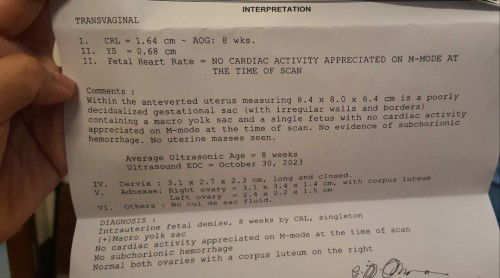 INTERPRETATION
TRANSVAGINAL
I. CRL = 1.64 cm ~ AOG: 8 wks.
II. YS = 0.68 cm
II. Fetal Heart Rate = NO CARDIAC ACTIVITY APPRECIATED ON M-MODE AT
THE TIME OF SCAN
Comments :
Within the anteverted uterus measuring 8.4 x 8.0 x 6.4 cm is a poorly
decidualized gestational sac (with irregular walls and borders)
containing a macro yolk sac and a single fetus with no cardiac activity
appreciated on M-mode at the time of scan. No evidence of subchorionic
hemorrhage. No uterine masses seen.
Average Ultrasonic Age = 8 weeks
Ultrasound EDC = October 30, 2023
IV. Cervix : 3.1 x 2.7 x 2.3 cm, long and closed.
V. Adnexae: Right ovary = 3.1 x 3.4 x 1.4 cm, with corpus luteum
Left ovary = 2.4 x 2.2 x 1.5 cm
VI. Others : No cul de sac fluid.
DIAGNOSIS :
Intrauterine fetal demise, 8 weeks by CRL, singleton
(+)Macro yolk sac
No cardiac activity appreciated on M-mode at the time of scan
No subchorionic hemorrhage
Normal both ovaries with a corpus luteum on the right